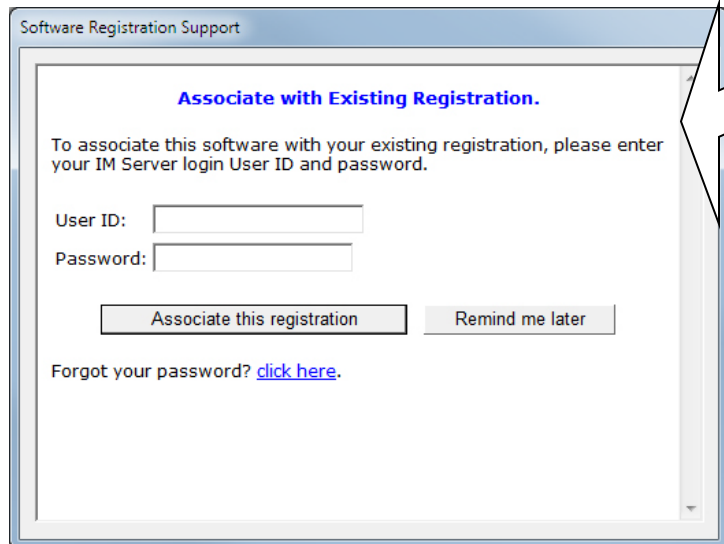 Software Registration Support
Associate with Existing Registration.
To associate this software with your existing registration, please enter
your IM Server login User ID and password.
User ID:
Password:
Associate this registration
Remind me later
Forgot your password? click here.